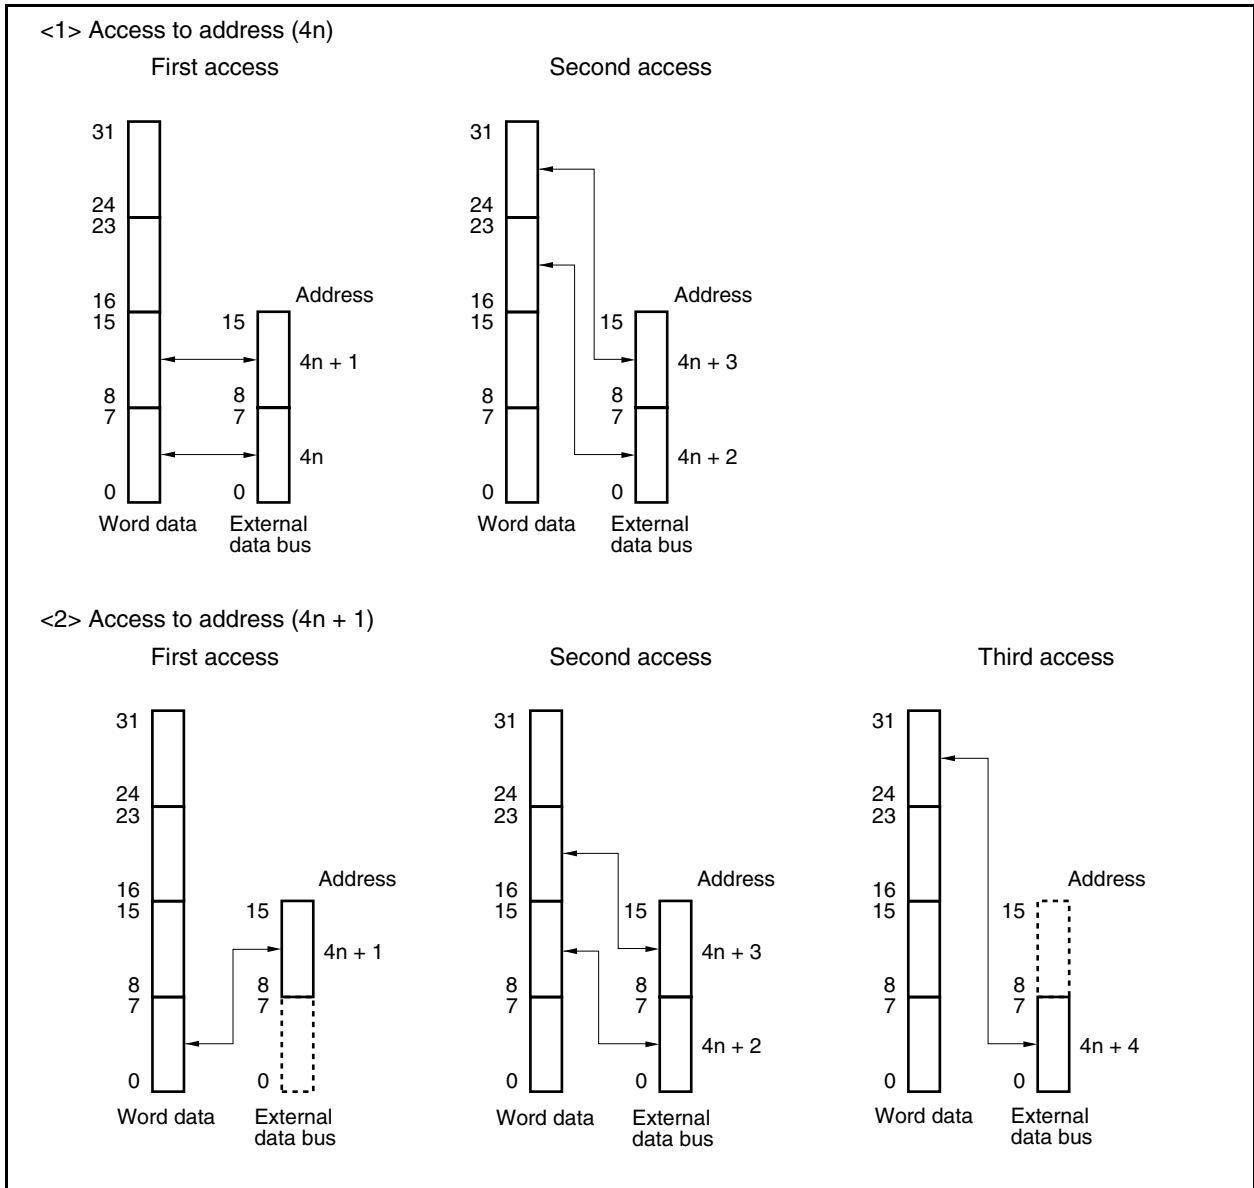 <1> Access to address (4n)
First access
Second access
31
24
23
16
15
8
7
0
Word data
15
8
7
0
Address
4n + 1
4n
External
data bus
31
24
23
16
15
8
7
0
Word data
15
8
7
0
Address
4n + 3
4n + 2
External
data bus
<2> Access to address (4n + 1)
First access
Second access
Third access
31
24
23
16
15
8
7
0
Word data
15
8
7
0
Address
4n + 1
External
data bus
31
24
23
16
15
8
7
0
Word data
15
8
7
0
Address
4n + 3
4n + 2
External
data bus
31
24
23
16
15
8
7
0
Word data
15
8
7
0
Address
4n + 4
External
data bus